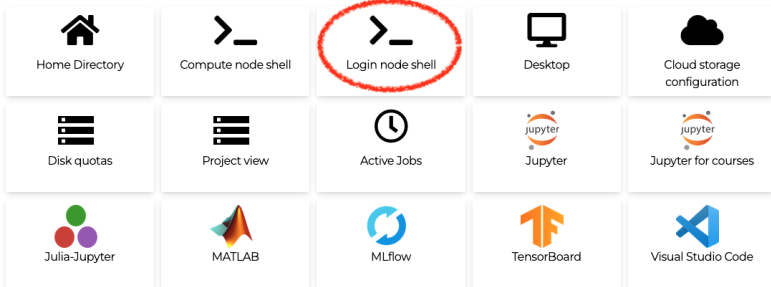 Home Directory
Compute node shell
Login node shell
Desktop
Cloud storage
configuration
Disk quotas
Project view
Active Jobs
jupyter
Jupyter
jupyter
Jupyter for courses
Julia-Jupyter
MATLAB
MLflow
TensorBoard
Visual Studio Code